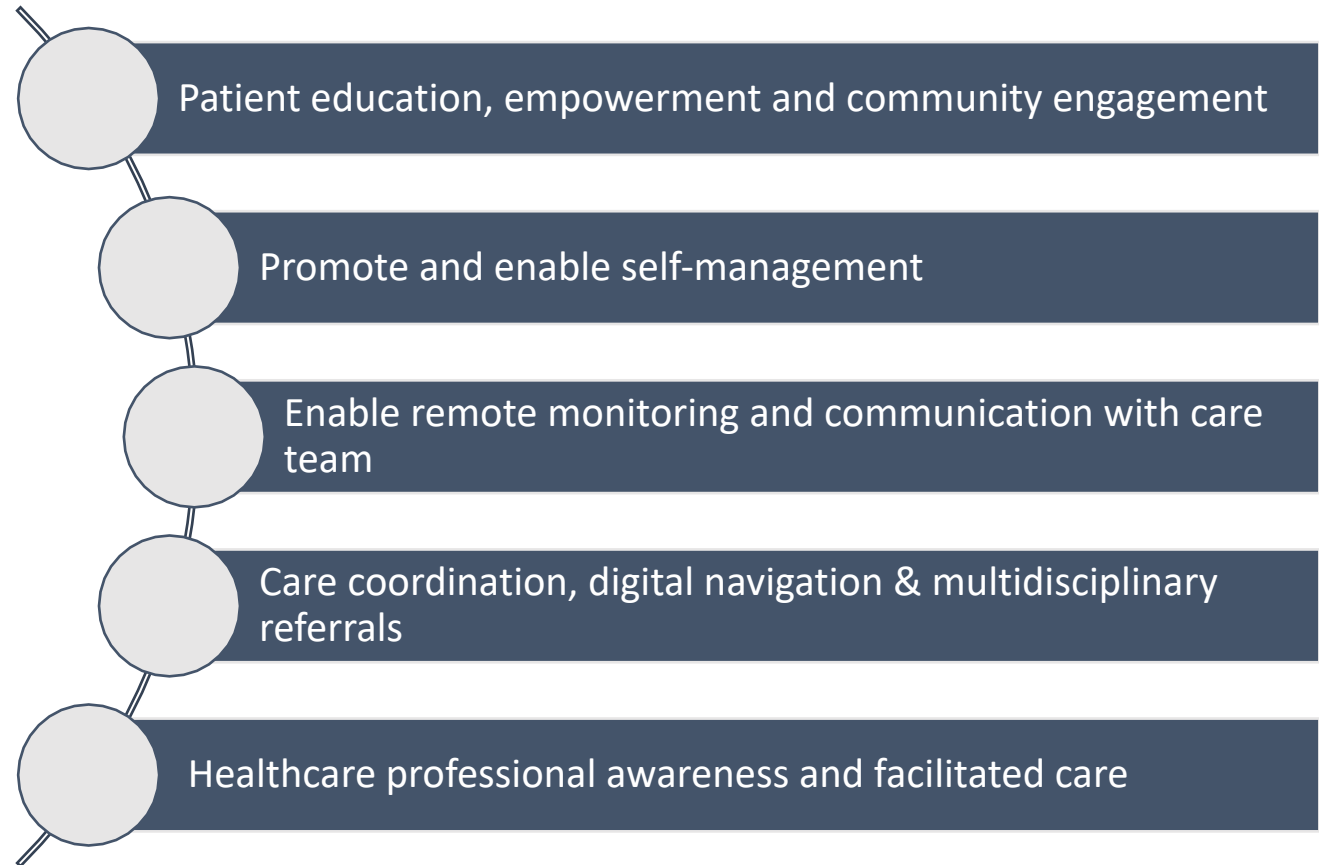 Patient education, empowerment and community engagement
Promote and enable self-management
Enable remote monitoring and communication with care
team
Care coordination, digital navigation & multidisciplinary
referrals
Healthcare professional awareness and facilitated care